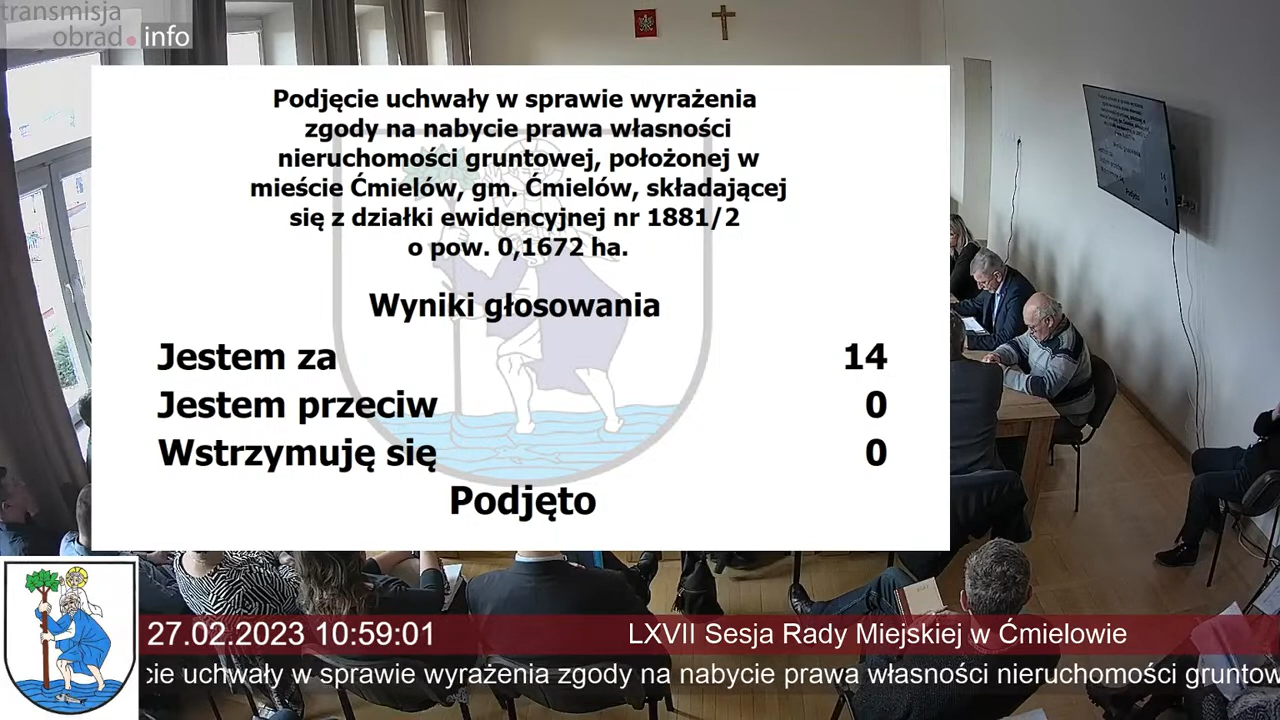 transmisja
obrad.info
Podjęcie uchwały w sprawie wyrażenia
zgody na nabycie prawa własności
nieruchomości gruntowej, położonej w
mieście Ćmielów, gm. Ćmielów, składającej
się z działki ewidencyjnej nr 1881/2
o pow. 0,1672 ha.
Wyniki głosowania
Jestem za 14
Jestem przeciw 0
Wstrzymuję się 0
Podjęto
27.02.2023 10:59:01 LXVII Sesja Rady Miejskiej w Ćmielowie
cie uchwały w sprawie wyrażenia zgody na nabycie prawa własności nieruchomości gruntow